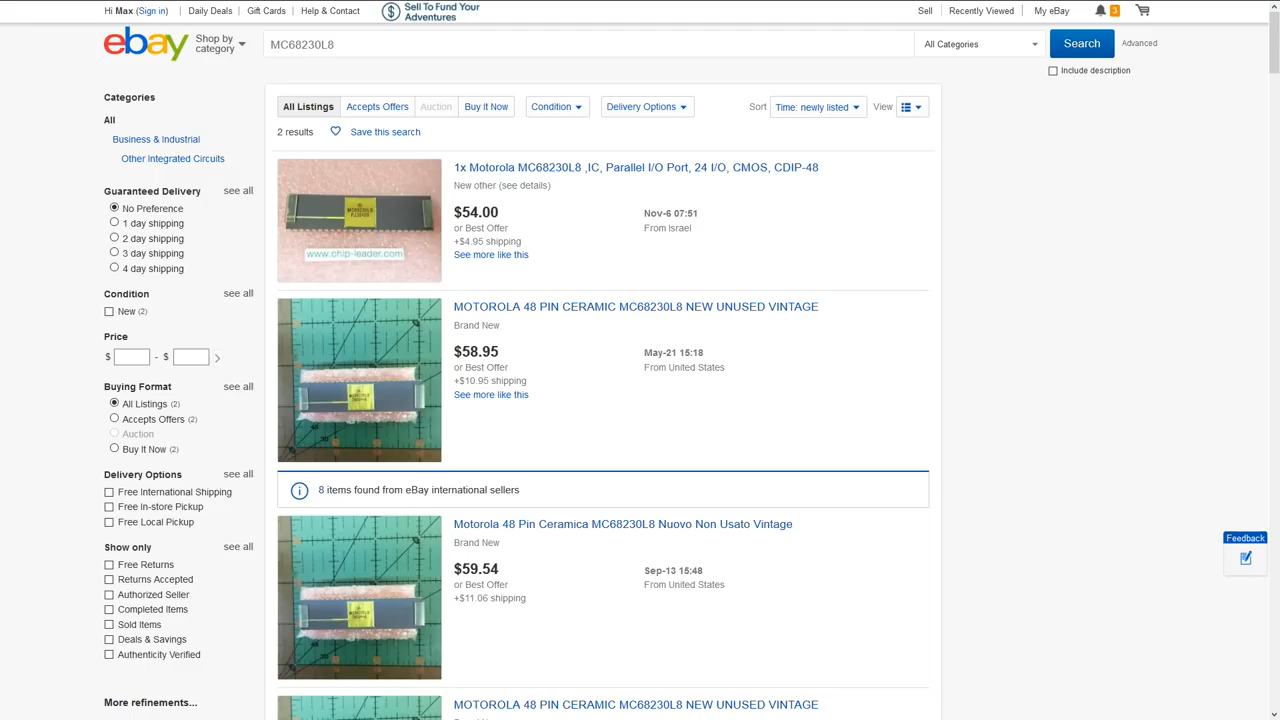 Hi Max (Sign in)
Daily Deals
Gift Cards
Help & Contact
Sell To Fund Your
Adventures
Sell
Recently Viewed
My eBay
3
ebay
Shop by
category
MC68230L8
All Categories
Search
Advanced
Include description
Categories
All
Business & Industrial
Other Integrated Circuits
Guaranteed Delivery
see all
No Preference
1 day shipping
2 day shipping
3 day shipping
4 day shipping
Condition
see all
New (2)
Price
$ - $
Buying Format
see all
All Listings (2)
Accepts Offers (2)
Auction
Buy It Now (2)
Delivery Options
see all
Free International Shipping
Free In-store Pickup
Free Local Pickup
Show only
see all
Free Returns
Returns Accepted
Authorized Seller
Completed Items
Sold Items
Deals & Savings
Authenticity Verified
More refinements...
All Listings
Accepts Offers
Auction
Buy It Now
Condition
Delivery Options
Sort
Time: newly listed
View
2 results
Save this search
www.chip-leader.com
1x Motorola MC68230L8 ,IC, Parallel I/O Port, 24 I/O, CMOS, CDIP-48
New other (see details)
$54.00
Nov-6 07:51
or Best Offer
From Israel
+$4.95 shipping
See more like this
MOTOROLA 48 PIN CERAMIC MC68230L8 NEW UNUSED VINTAGE
Brand New
$58.95
May-21 15:18
or Best Offer
From United States
+$10.95 shipping
See more like this
8 items found from eBay international sellers
Motorola 48 Pin Ceramica MC68230L8 Nuovo Non Usato Vintage
Brand New
$59.54
Sep-13 15:48
or Best Offer
From United States
+$11.06 shipping
MOTOROLA 48 PIN CERAMIC MC68230L8 NEW UNUSED VINTAGE
Feedback